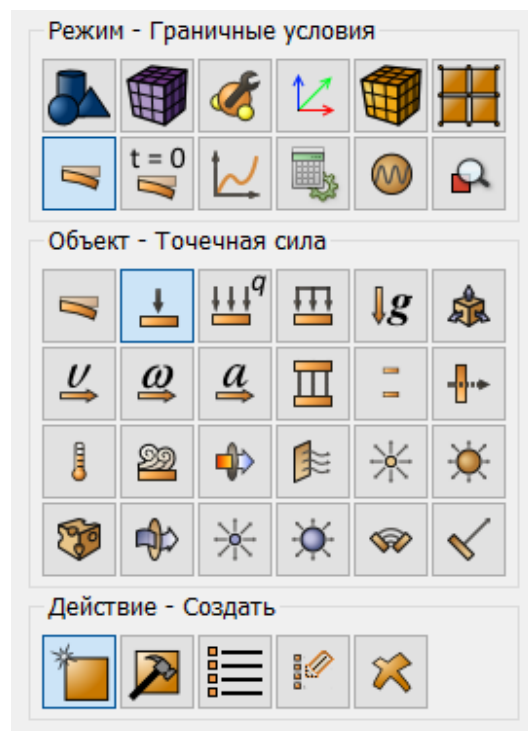 Режим - Граничные условия
t = 0
Объект - Точечная сила
q
g
v
ω
a
Действие - Создать